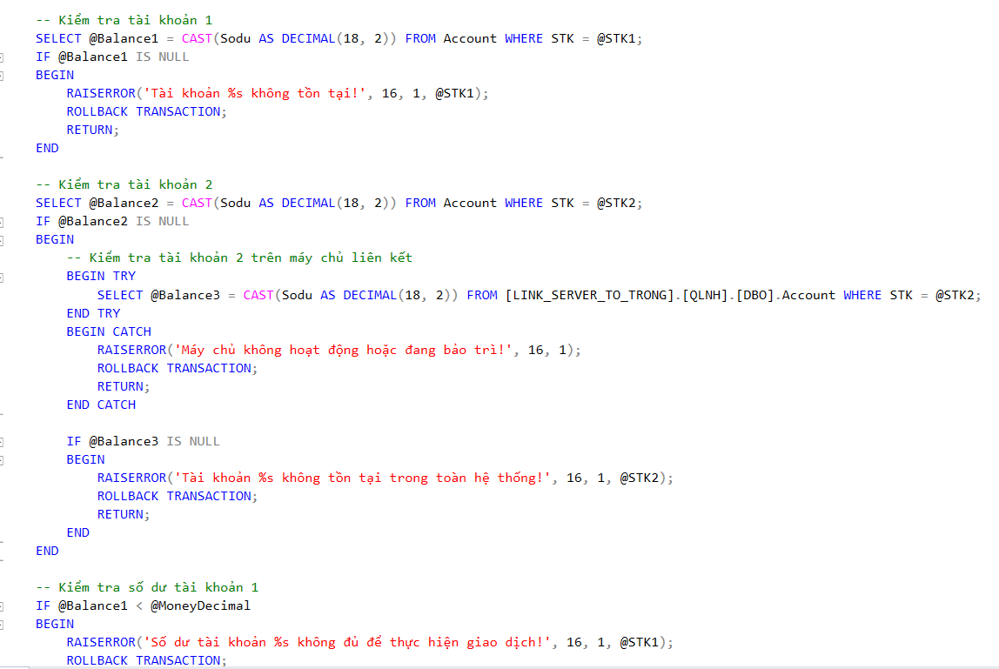 -- Kiểm tra tài khoản 1
SELECT @Balance1 = CAST(Sodu AS DECIMAL(18, 2)) FROM Account WHERE STK = @STK1;
IF @Balance1 IS NULL
BEGIN
    RAISERROR('Tài khoản %s không tồn tại!', 16, 1, @STK1);
    ROLLBACK TRANSACTION;
    RETURN;
END
-- Kiểm tra tài khoản 2
SELECT @Balance2 = CAST(Sodu AS DECIMAL(18, 2)) FROM Account WHERE STK = @STK2;
IF @Balance2 IS NULL
BEGIN
    -- Kiểm tra tài khoản 2 trên máy chủ liên kết
    BEGIN TRY
        SELECT @Balance3 = CAST(Sodu AS DECIMAL(18, 2)) FROM [LINK_SERVER_TO_TRONG].[QLNH].[DBO].Account WHERE STK = @STK2;
    END TRY
    BEGIN CATCH
        RAISERROR('Máy chủ không hoạt động hoặc đang bảo trì!', 16, 1);
        ROLLBACK TRANSACTION;
        RETURN;
    END CATCH
    IF @Balance3 IS NULL
    BEGIN
        RAISERROR('Tài khoản %s không tồn tại trong toàn hệ thống!', 16, 1, @STK2);
        ROLLBACK TRANSACTION;
        RETURN;
    END
END
-- Kiểm tra số dư tài khoản 1
IF @Balance1 < @MoneyDecimal
BEGIN
    RAISERROR('Số dư tài khoản %s không đủ để thực hiện giao dịch!', 16, 1, @STK1);
    ROLLBACK TRANSACTION;